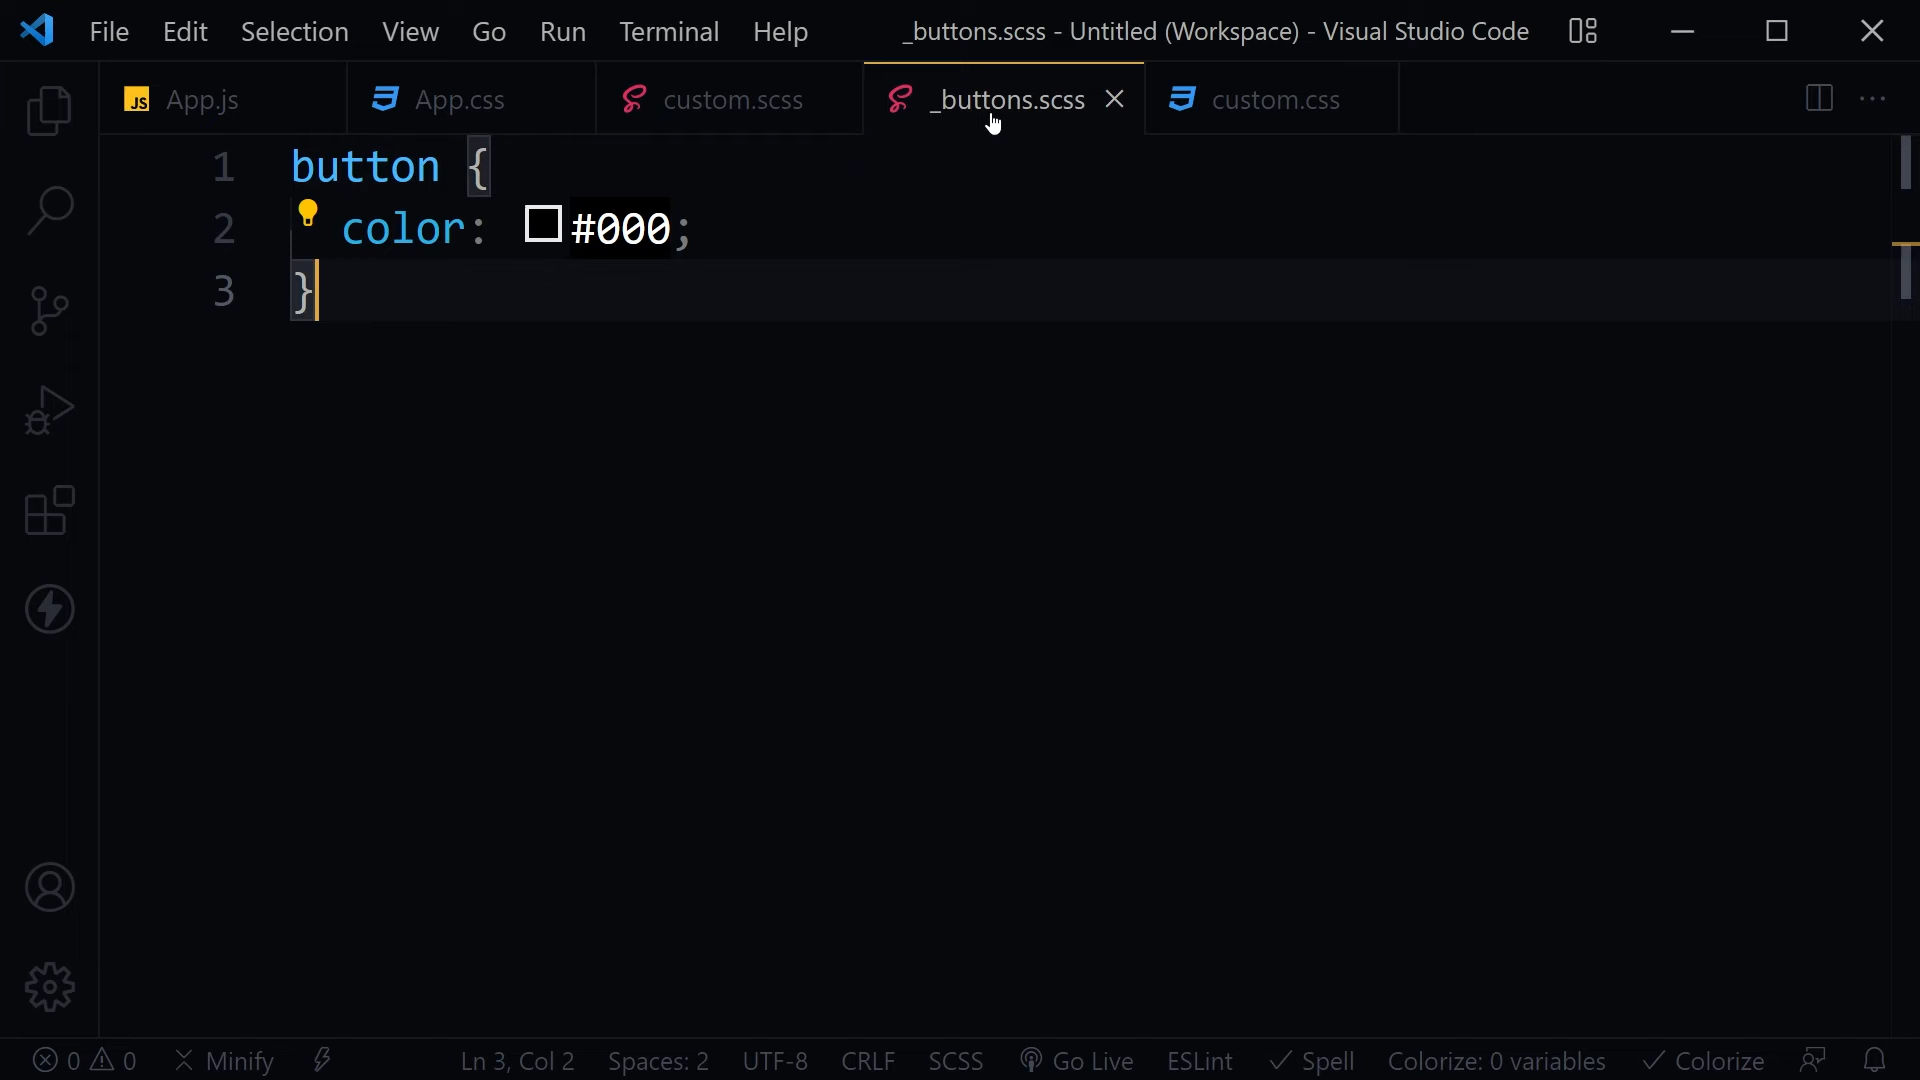 File Edit Selection View Go Run Terminal Help _buttons.scss - Untitled (Workspace) - Visual Studio Code
JS App.js App.css custom.scss _buttons.scss custom.css
1 button {
2 color: #000;
3 }
0 0 Minify Ln 3, Col 2 Spaces: 2 UTF-8 CRLF SCSS Go Live ESLint Spell Colorize: 0 variables Colorize